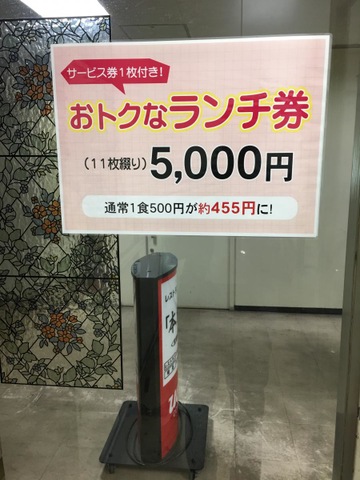 サービス券1枚付き!
おトクなランチ券
(11枚綴り) 5,000円
通常1食500円が約455円に!